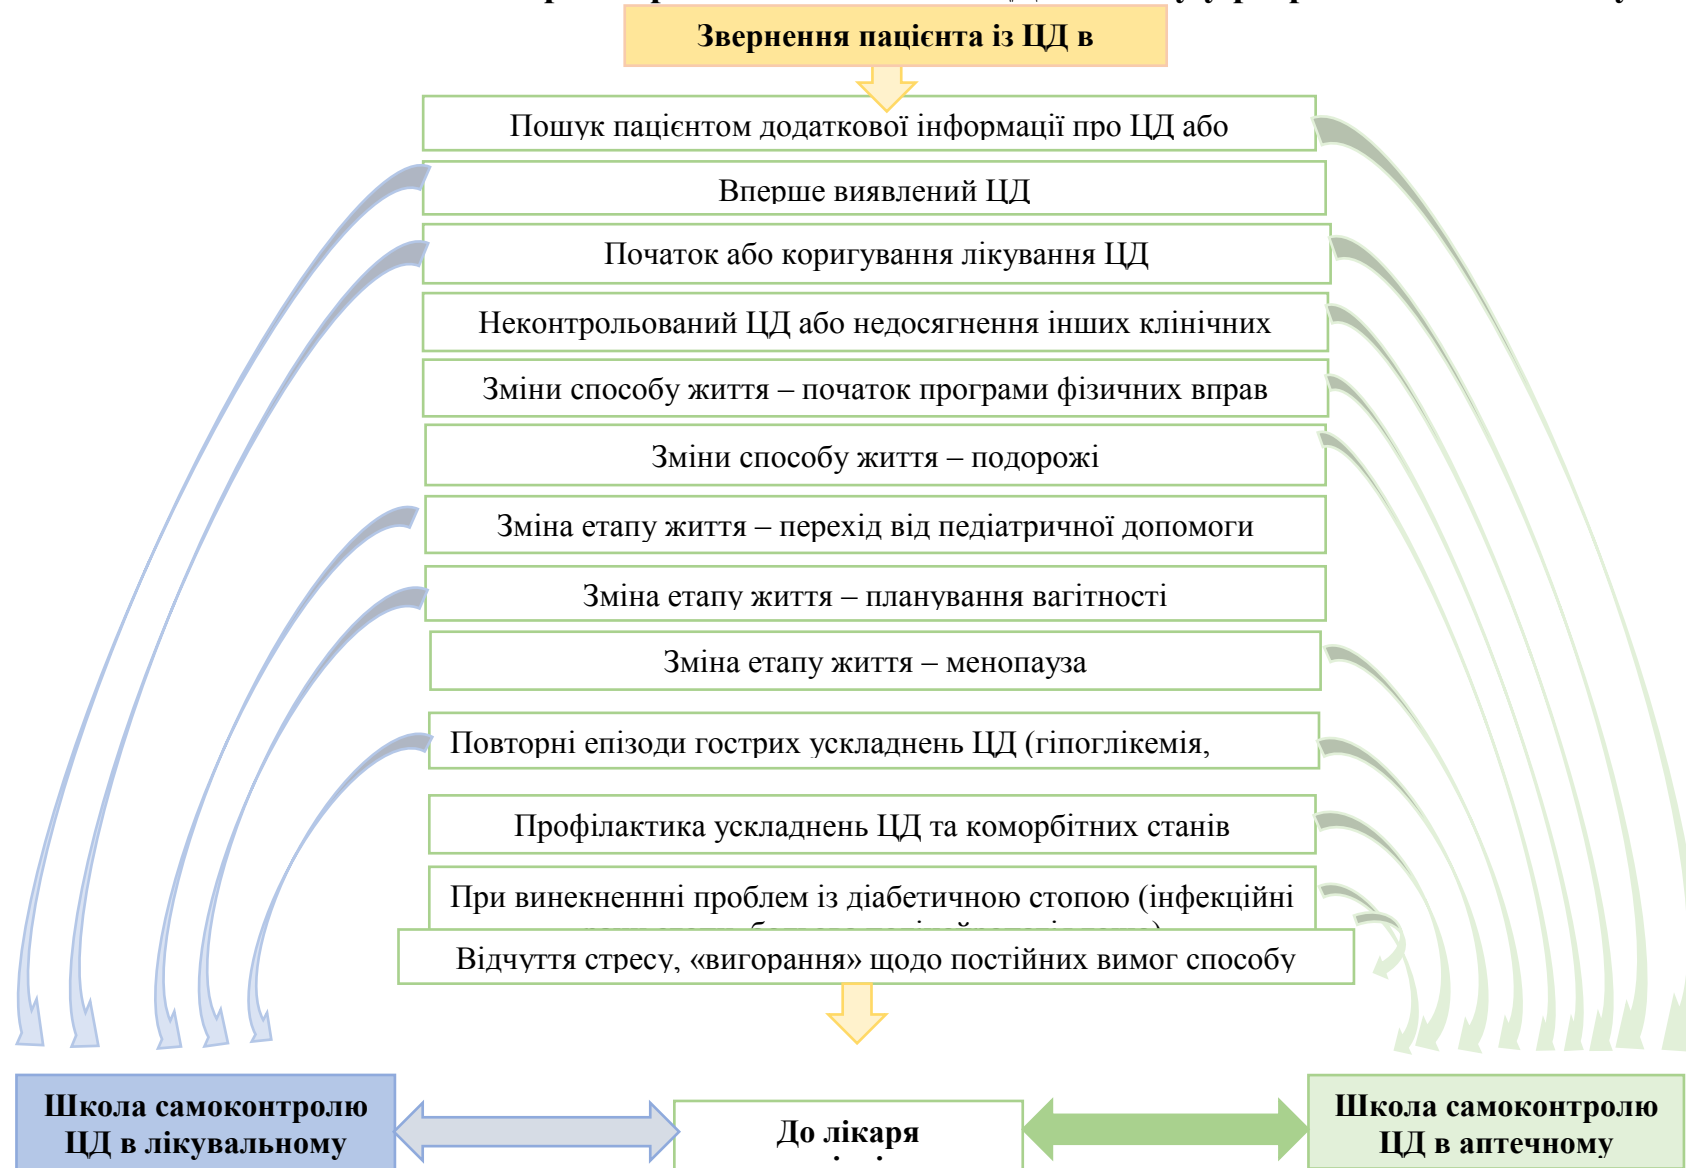 Звернення пацієнта із ЦД в
Пошук пацієнтом додаткової інформації про ЦД або
Вперше виявлений ЦД
Початок або коригування лікування ЦД
Неконтрольований ЦД або недосягнення інших клінічних
Зміни способу життя – початок програми фізичних вправ
Зміни способу життя – подорожі
Зміна етапу життя – перехід від педіатричної допомоги
Зміна етапу життя – планування вагітності
Зміна етапу життя – менопауза
Повторні епізоди гострих ускладнень ЦД (гіпоглікемія,
Профілактика ускладнень ЦД та коморбітних станів
При винекненнні проблем із діабетичною стопою (інфекційні
Відчуття стресу, «вигорання» щодо постійних вимог способу
Школа самоконтролю
ЦД в лікувальному
До лікаря
Школа самоконтролю
ЦД в аптечному